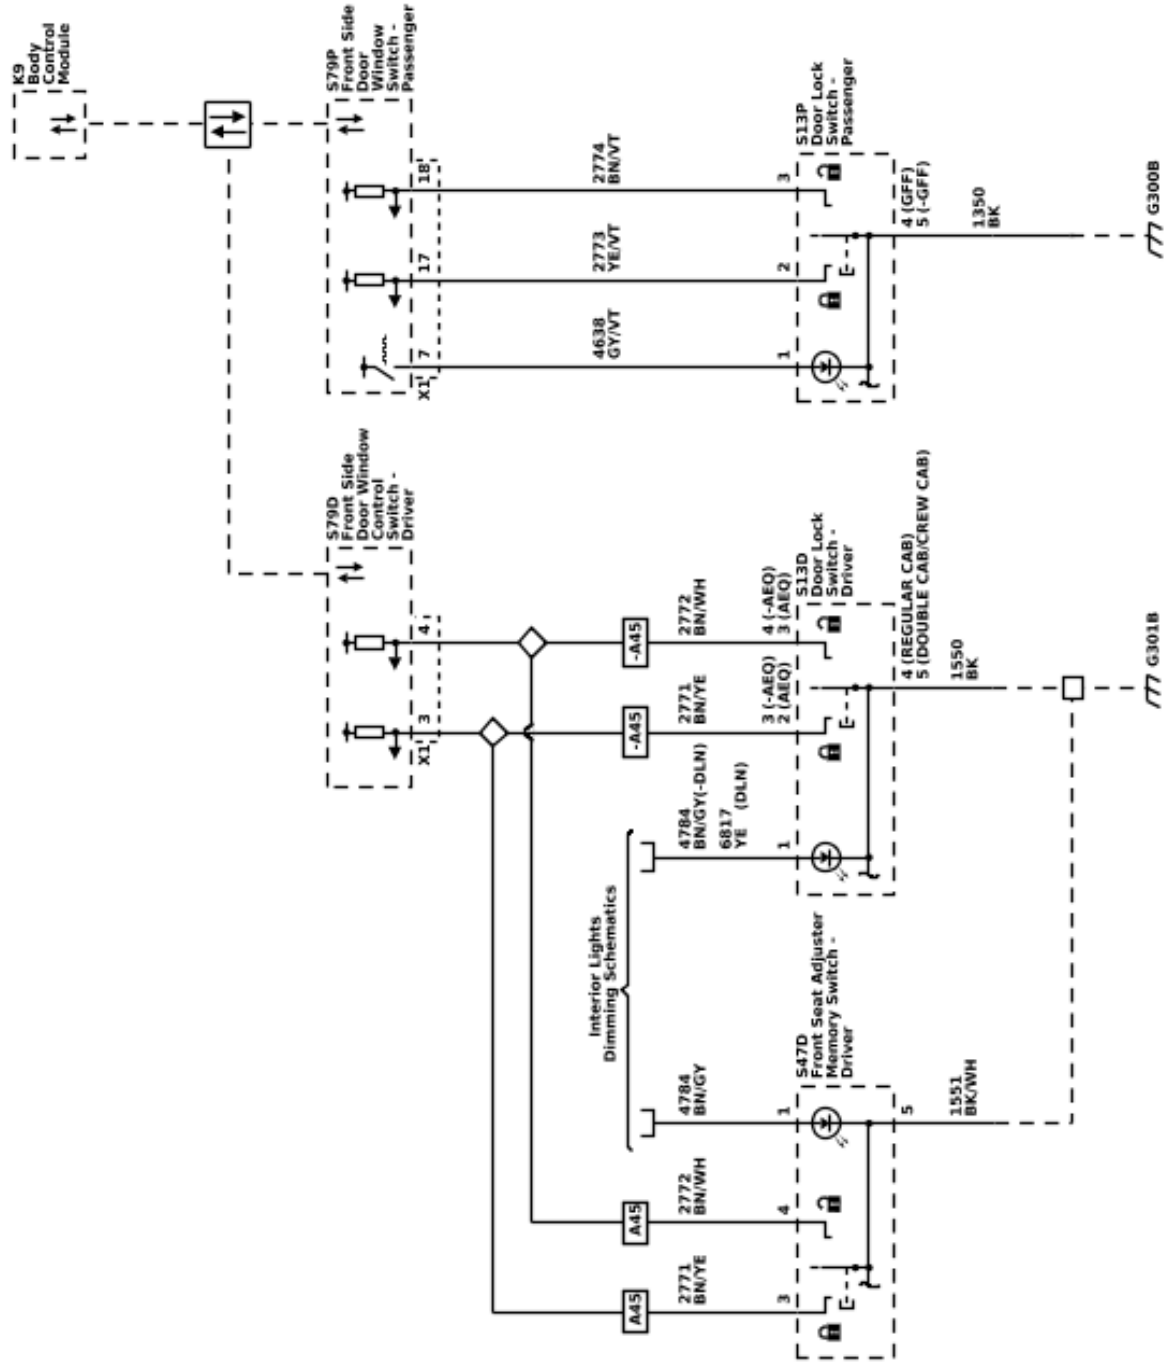 K9
Body
Control
Module
S79P
Front Side
Door
Window
Switch -
Passenger
18
17
7
X1
2774
BN/VT
2773
YE/VT
4638
GY/VT
3
2
1
S13P
Door Lock
Switch -
Passenger
4 (GFF)
5 (-GFF)
1350
BK
G300B
S79D
Front Side
Door Window
Control
Switch -
Driver
4
3
X1
-A45
-A45
2772
BN/WH
2771
BN/YE
4 (-AEQ)
3 (AEQ)
3 (-AEQ)
2 (AEQ)
4784
BN/GY(-DLN)
6817
YE (DLN)
1
S13D
Door Lock
Switch -
Driver
4 (REGULAR CAB)
5 (DOUBLE CAB/CREW CAB)
1550
BK
G301B
Interior Lights
Dimming Schematics
4784
BN/GY
1
A45
2772
BN/WH
4
A45
2771
BN/YE
3
S47D
Front Seat Adjuster
Memory Switch -
Driver
5
1551
BK/WH